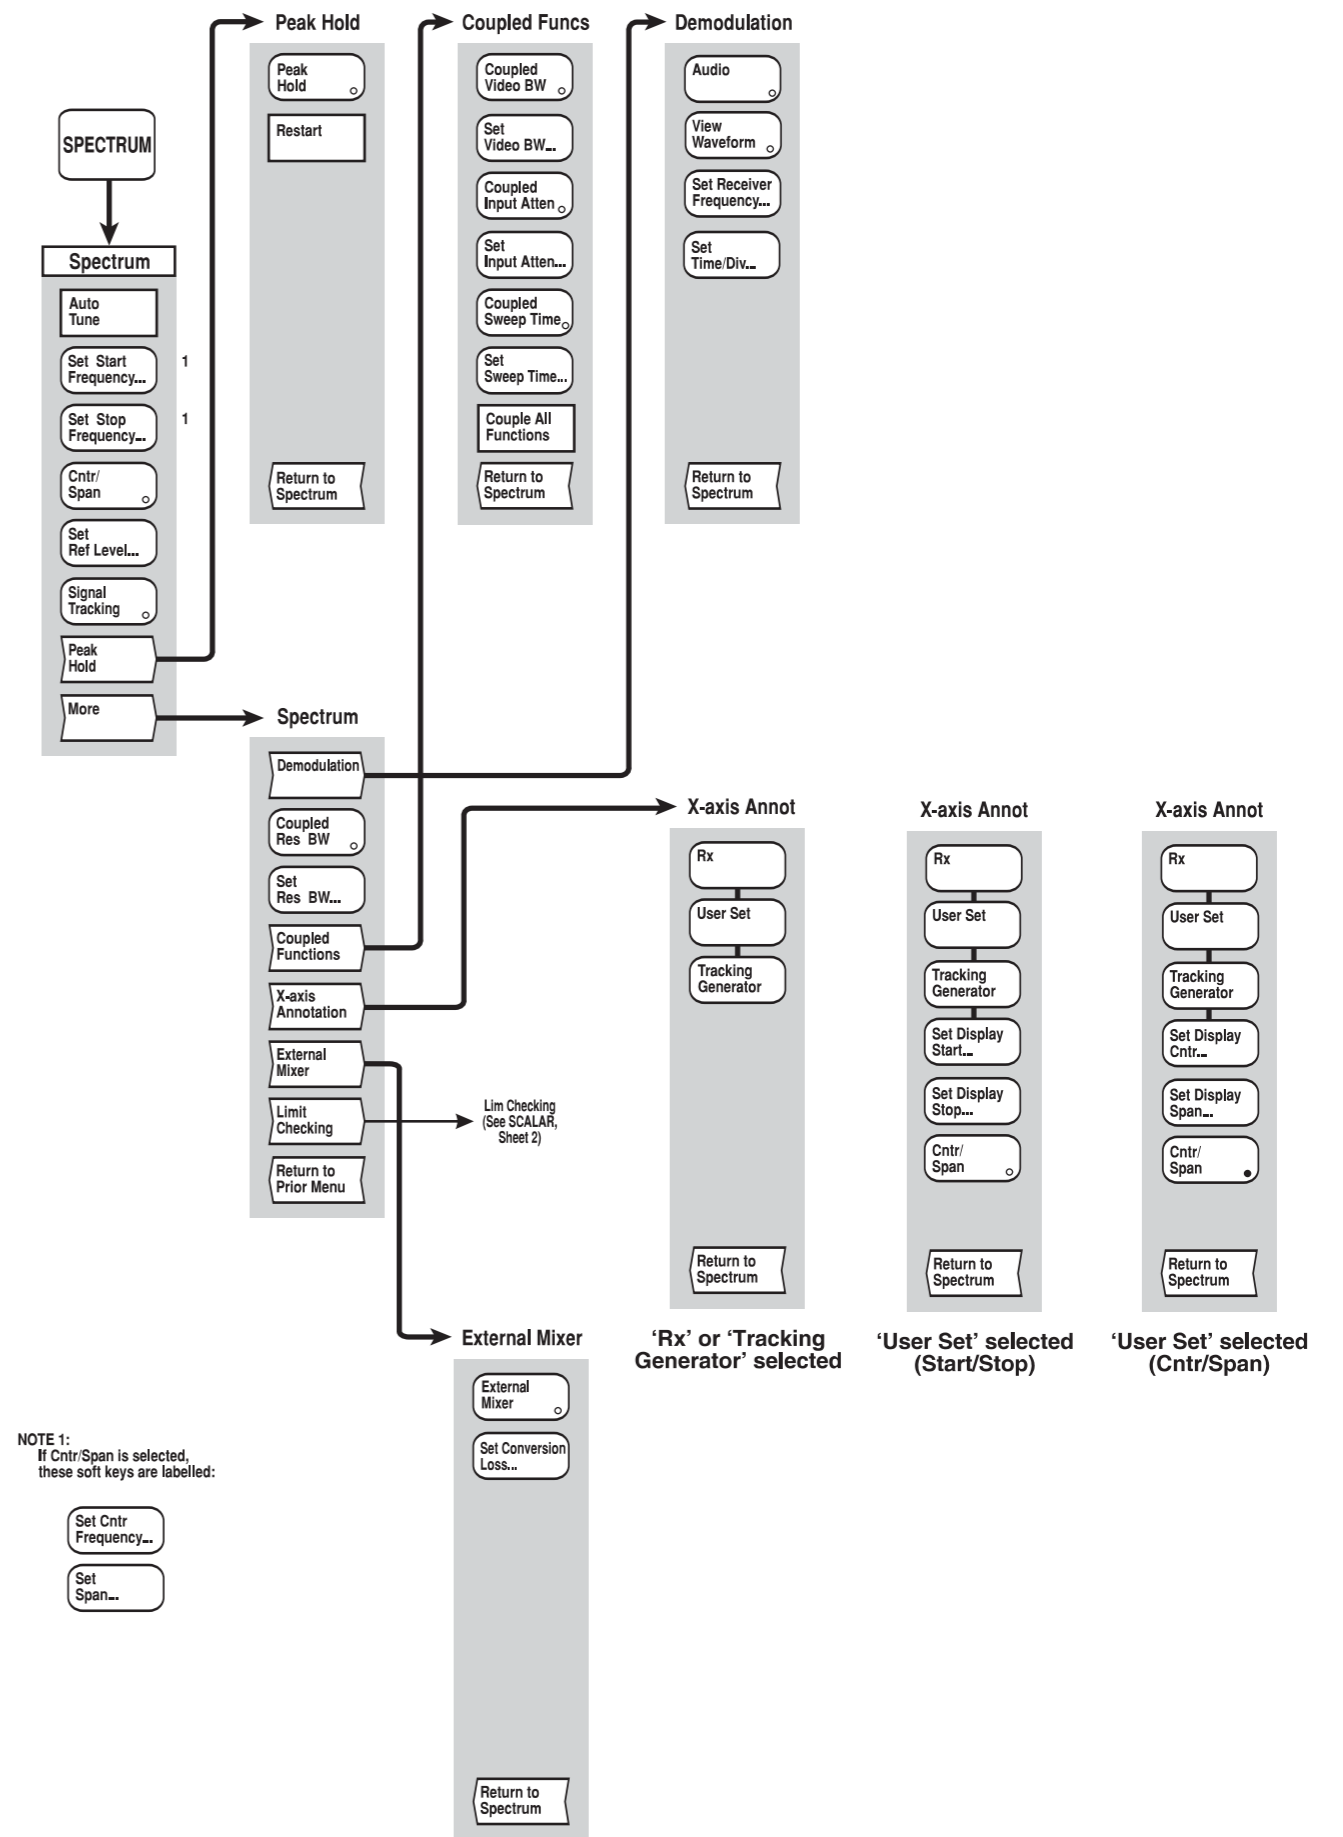 SPECTRUM
Spectrum
Auto
Tune
Set Start
Frequency...
1
Set Stop
Frequency...
1
Cntr/
Span
Set
Ref Level...
Signal
Tracking
Peak
Hold
More
Peak Hold
Peak
Hold
Restart
Return to
Spectrum
Coupled Funcs
Coupled
Video BW
Set
Video BW...
Coupled
Input Atten
Set
Input Atten...
Coupled
Sweep Time
Set
Sweep Time...
Couple All
Functions
Return to
Spectrum
Demodulation
Audio
View
Waveform
Set Receiver
Frequency...
Set
Time/Div...
Return to
Spectrum
Spectrum
Demodulation
Coupled
Res BW
Set
Res BW...
Coupled
Functions
X-axis
Annotation
External
Mixer
Limit
Checking
Return to
Prior Menu
Lim Checking
(See SCALAR,
Sheet 2)
X-axis Annot
Rx
User Set
Tracking
Generator
Return to
Spectrum
‘Rx’ or ‘Tracking
Generator’ selected
X-axis Annot
Rx
User Set
Tracking
Generator
Set Display
Start...
Set Display
Stop...
Cntr/
Span
Return to
Spectrum
‘User Set’ selected
(Start/Stop)
X-axis Annot
Rx
User Set
Tracking
Generator
Set Display
Cntr...
Set Display
Span...
Cntr/
Span
Return to
Spectrum
‘User Set’ selected
(Cntr/Span)
External Mixer
External
Mixer
Set Conversion
Loss...
Return to
Spectrum
NOTE 1:
If Cntr/Span is selected,
these soft keys are labelled:
Set Cntr
Frequency...
Set
Span...